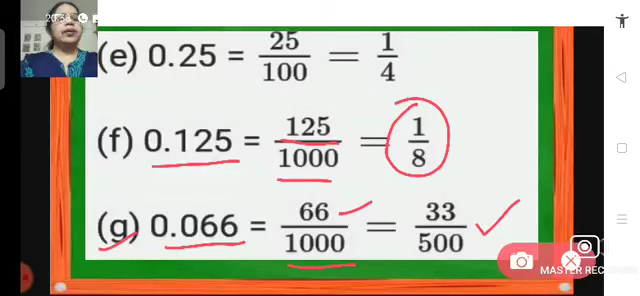 20:38
(e) 0.25 = 25/100 = 1/4
(f) 0.125 = 125/1000 = 1/8
(g) 0.066 = 66/1000 = 33/500
MASTER REC